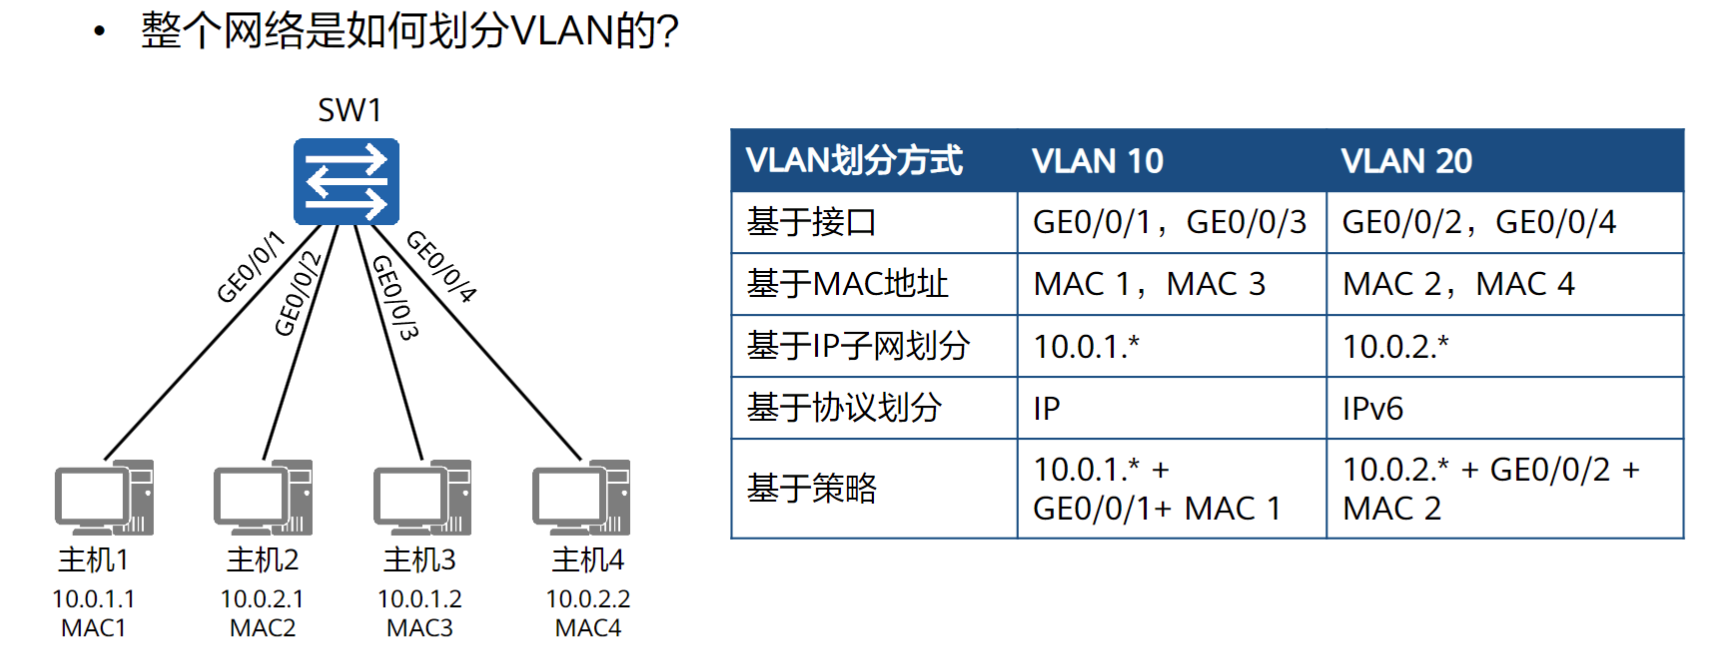 • 整个网络是如何划分VLAN的？
SW1
GE0/0/1
GE0/0/2
GE0/0/3
GE0/0/4
主机1
10.0.1.1
MAC1
主机2
10.0.2.1
MAC2
主机3
10.0.1.2
MAC3
主机4
10.0.2.2
MAC4
VLAN划分方式 VLAN 10 VLAN 20
基于接口 GE0/0/1，GE0/0/3 GE0/0/2，GE0/0/4
基于MAC地址 MAC 1，MAC 3 MAC 2，MAC 4
基于IP子网划分 10.0.1.* 10.0.2.*
基于协议划分 IP IPv6
基于策略
10.0.1.* +
GE0/0/1+ MAC 1
10.0.2.* + GE0/0/2 +
MAC 2